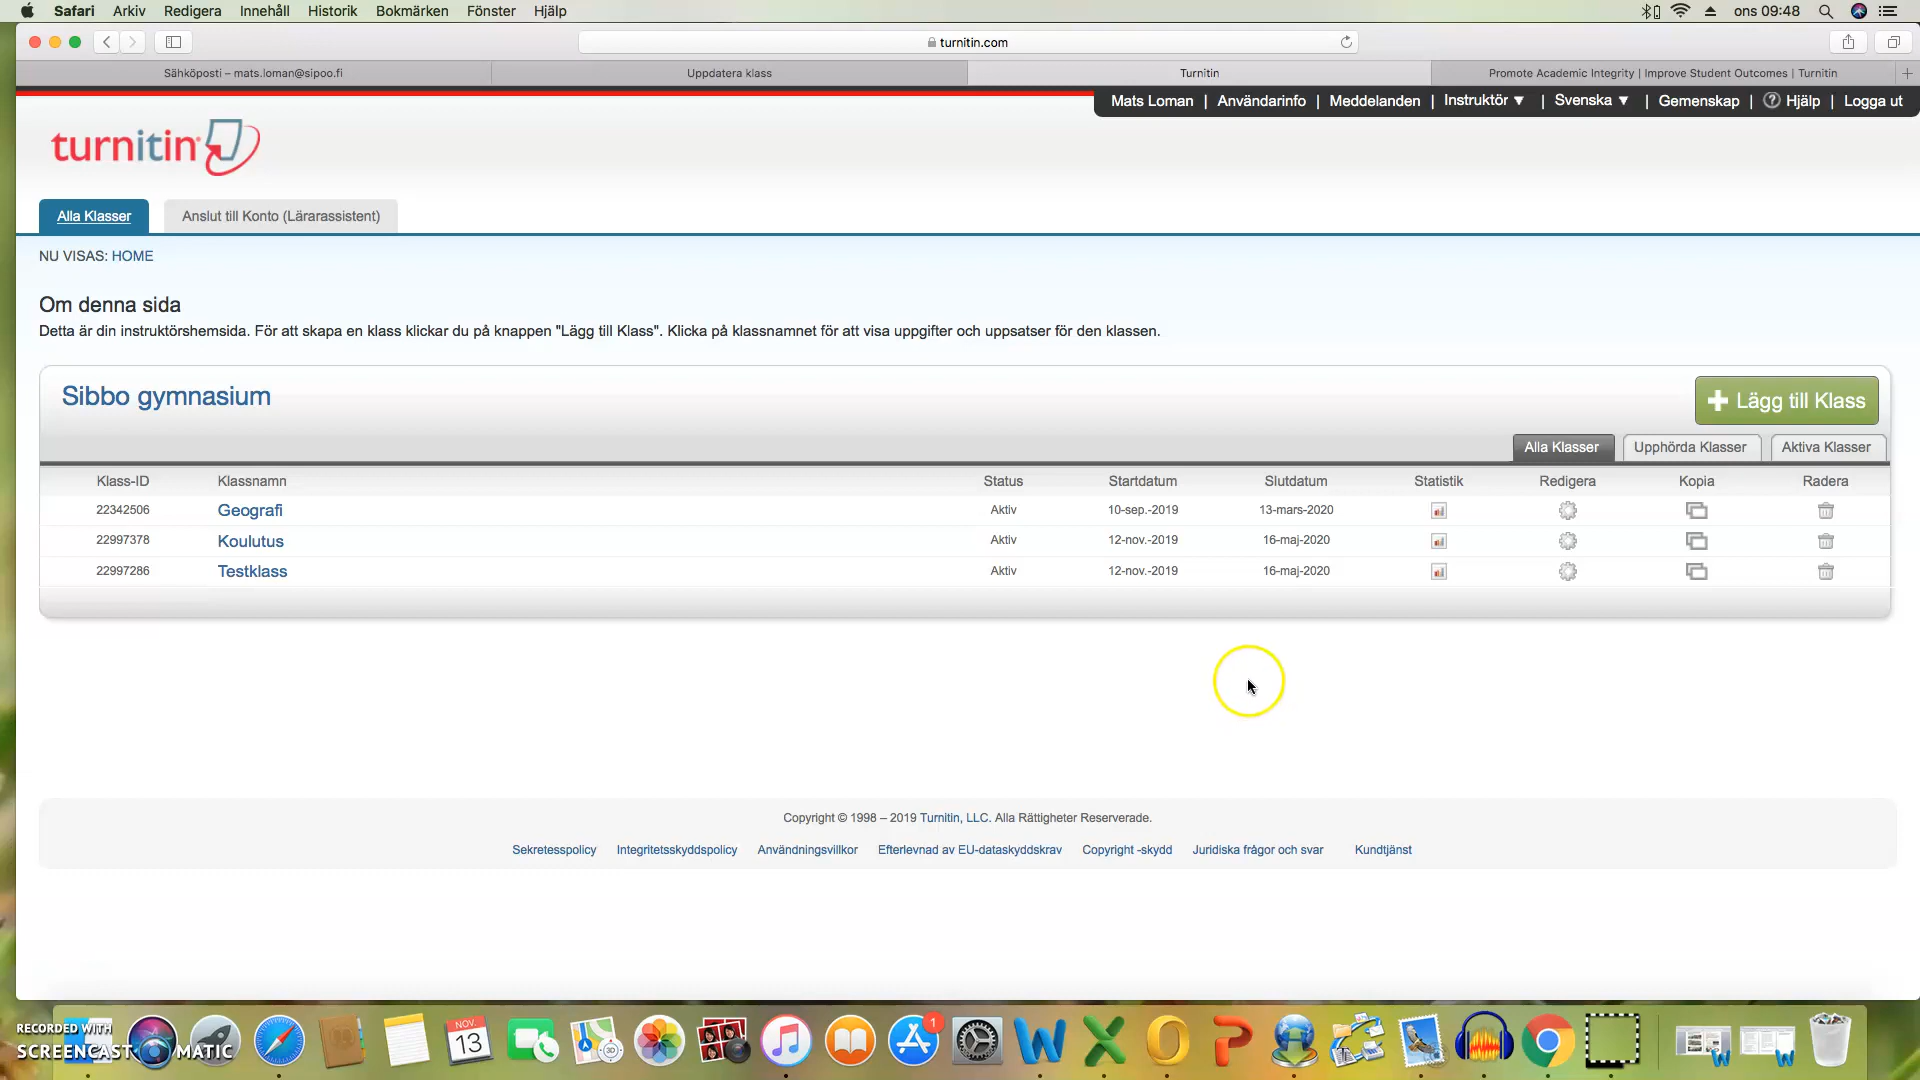 Safari Arkiv Redigera Innehåll Historik Bokmärken Fönster Hjälp ons 09:48
turnitin.com
Sähköposti – mats.loman@sipoo.fi Uppdatera klass Turnitin Promote Academic Integrity | Improve Student Outcomes | Turnitin
Mats Loman | Användarinfo | Meddelanden | Instruktör ▼ | Svenska ▼ | Gemenskap | ? Hjälp | Logga ut
turnitin
Alla Klasser Anslut till Konto (Lärarassistent)
NU VISAS: HOME
Om denna sida
Detta är din instruktörshemsida. För att skapa en klass klickar du på knappen "Lägg till Klass". Klicka på klassnamnet för att visa uppgifter och uppsatser för den klassen.
Sibbo gymnasium
Lägg till Klass
Alla Klasser Upphörda Klasser Aktiva Klasser
Klass-ID Klassnamn Status Startdatum Slutdatum Statistik Redigera Kopia Radera
22342506 Geografi Aktiv 10-sep.-2019 13-mars-2020
22997378 Koulutus Aktiv 12-nov.-2019 16-maj-2020
22997286 Testklass Aktiv 12-nov.-2019 16-maj-2020
Copyright © 1998 – 2019 Turnitin, LLC. Alla Rättigheter Reserverade.
Sekretesspolicy Integritetsskyddspolicy Användningsvillkor Efterlevnad av EU-dataskyddskrav Copyright -skydd Juridiska frågor och svar Kundtjänst
NOV.
13
3D
1
RECORDED WITH
SCREENCAST MATIC